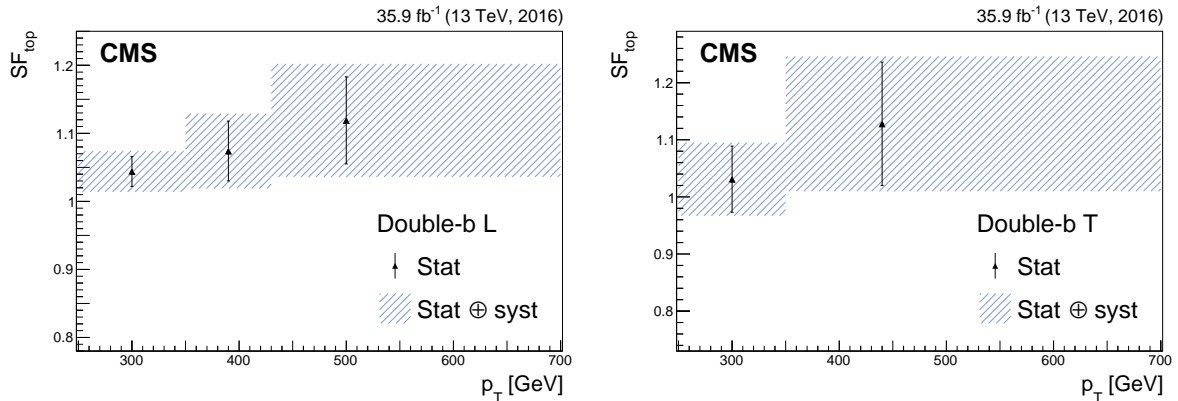 35.9 fb⁻¹ (13 TeV, 2016)
CMS
SF_top
1.2
1.1
1
0.9
0.8
Double-b L
Stat
Stat ⊕ syst
300 400 500 600 700
p_T [GeV]
35.9 fb⁻¹ (13 TeV, 2016)
CMS
SF_top
1.2
1.1
1
0.9
0.8
Double-b T
Stat
Stat ⊕ syst
300 400 500 600 700
p_T [GeV]